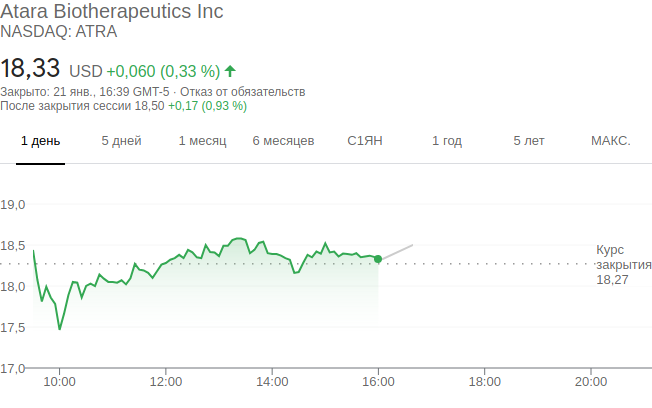 Atara Biotherapeutics Inc
NASDAQ: ATRA
18,33 USD +0,060 (0,33 %)
Закрыто: 21 янв., 16:39 GMT-5 · Отказ от обязательств
После закрытия сессии 18,50 +0,17 (0,93 %)
1 день 5 дней 1 месяц 6 месяцев С1ЯН 1 год 5 лет МАКС.
19,0
18,5
18,0
17,5
17,0
Курс
закрытия
18,27
10:00 12:00 14:00 16:00 18:00 20:00